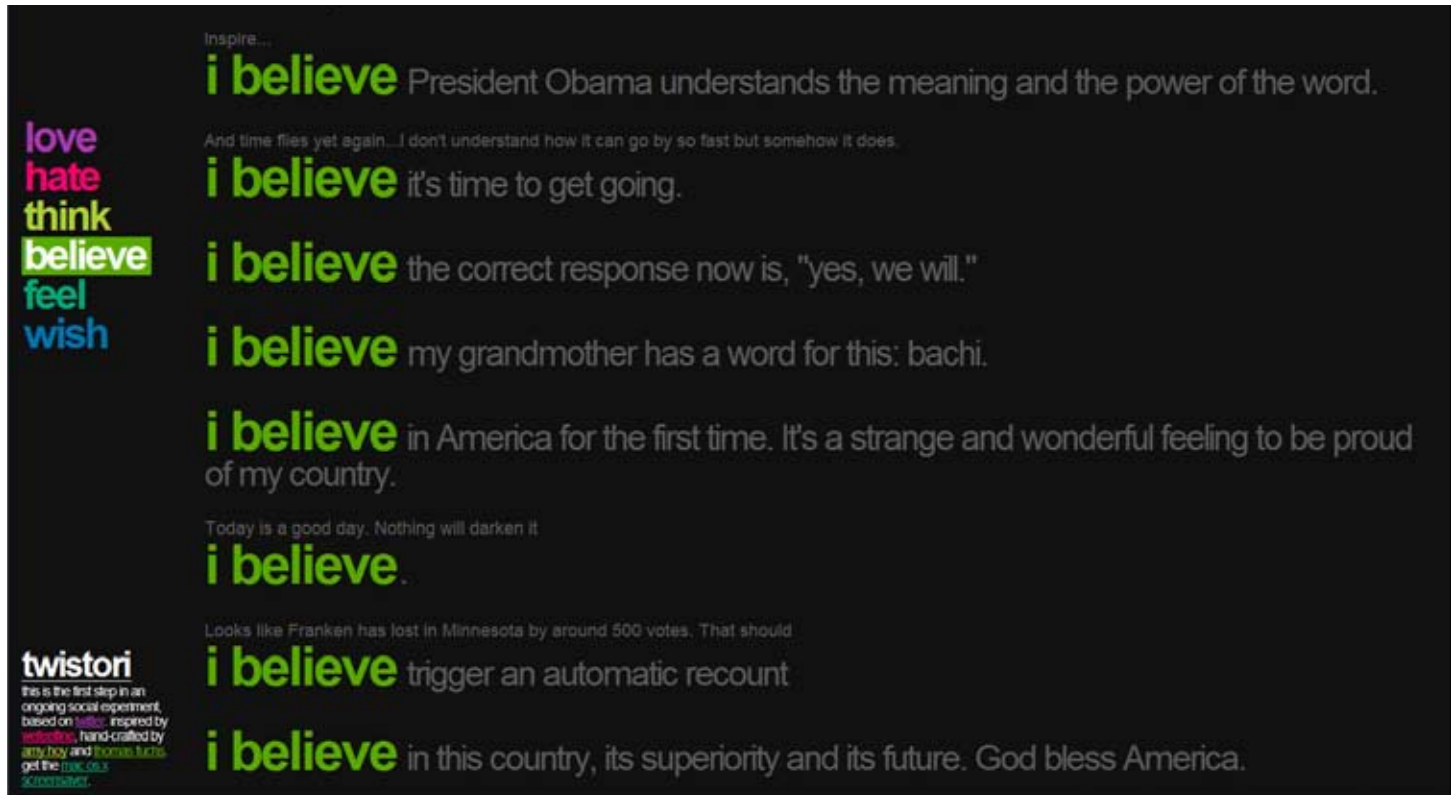 Inspire...
i believe President Obama understands the meaning and the power of the word.
And time flies yet again...I don't understand how it can go by so fast but somehow it does.
i believe it's time to get going.
i believe the correct response now is, "yes, we will."
i believe my grandmother has a word for this: bachi.
i believe in America for the first time. It's a strange and wonderful feeling to be proud
of my country.
Today is a good day. Nothing will darken it
i believe.
Looks like Franken has lost in Minnesota by around 500 votes. That should
i believe trigger an automatic recount
i believe in this country, its superiority and its future. God bless America.
love
hate
think
believe
feel
wish
twistori
this is the first step in an
ongoing social experiment,
based on twitter. inspired by
wefeelfine, hand-crafted by
amy hoy and thomas fuchs.
get the mac os x
screensaver.